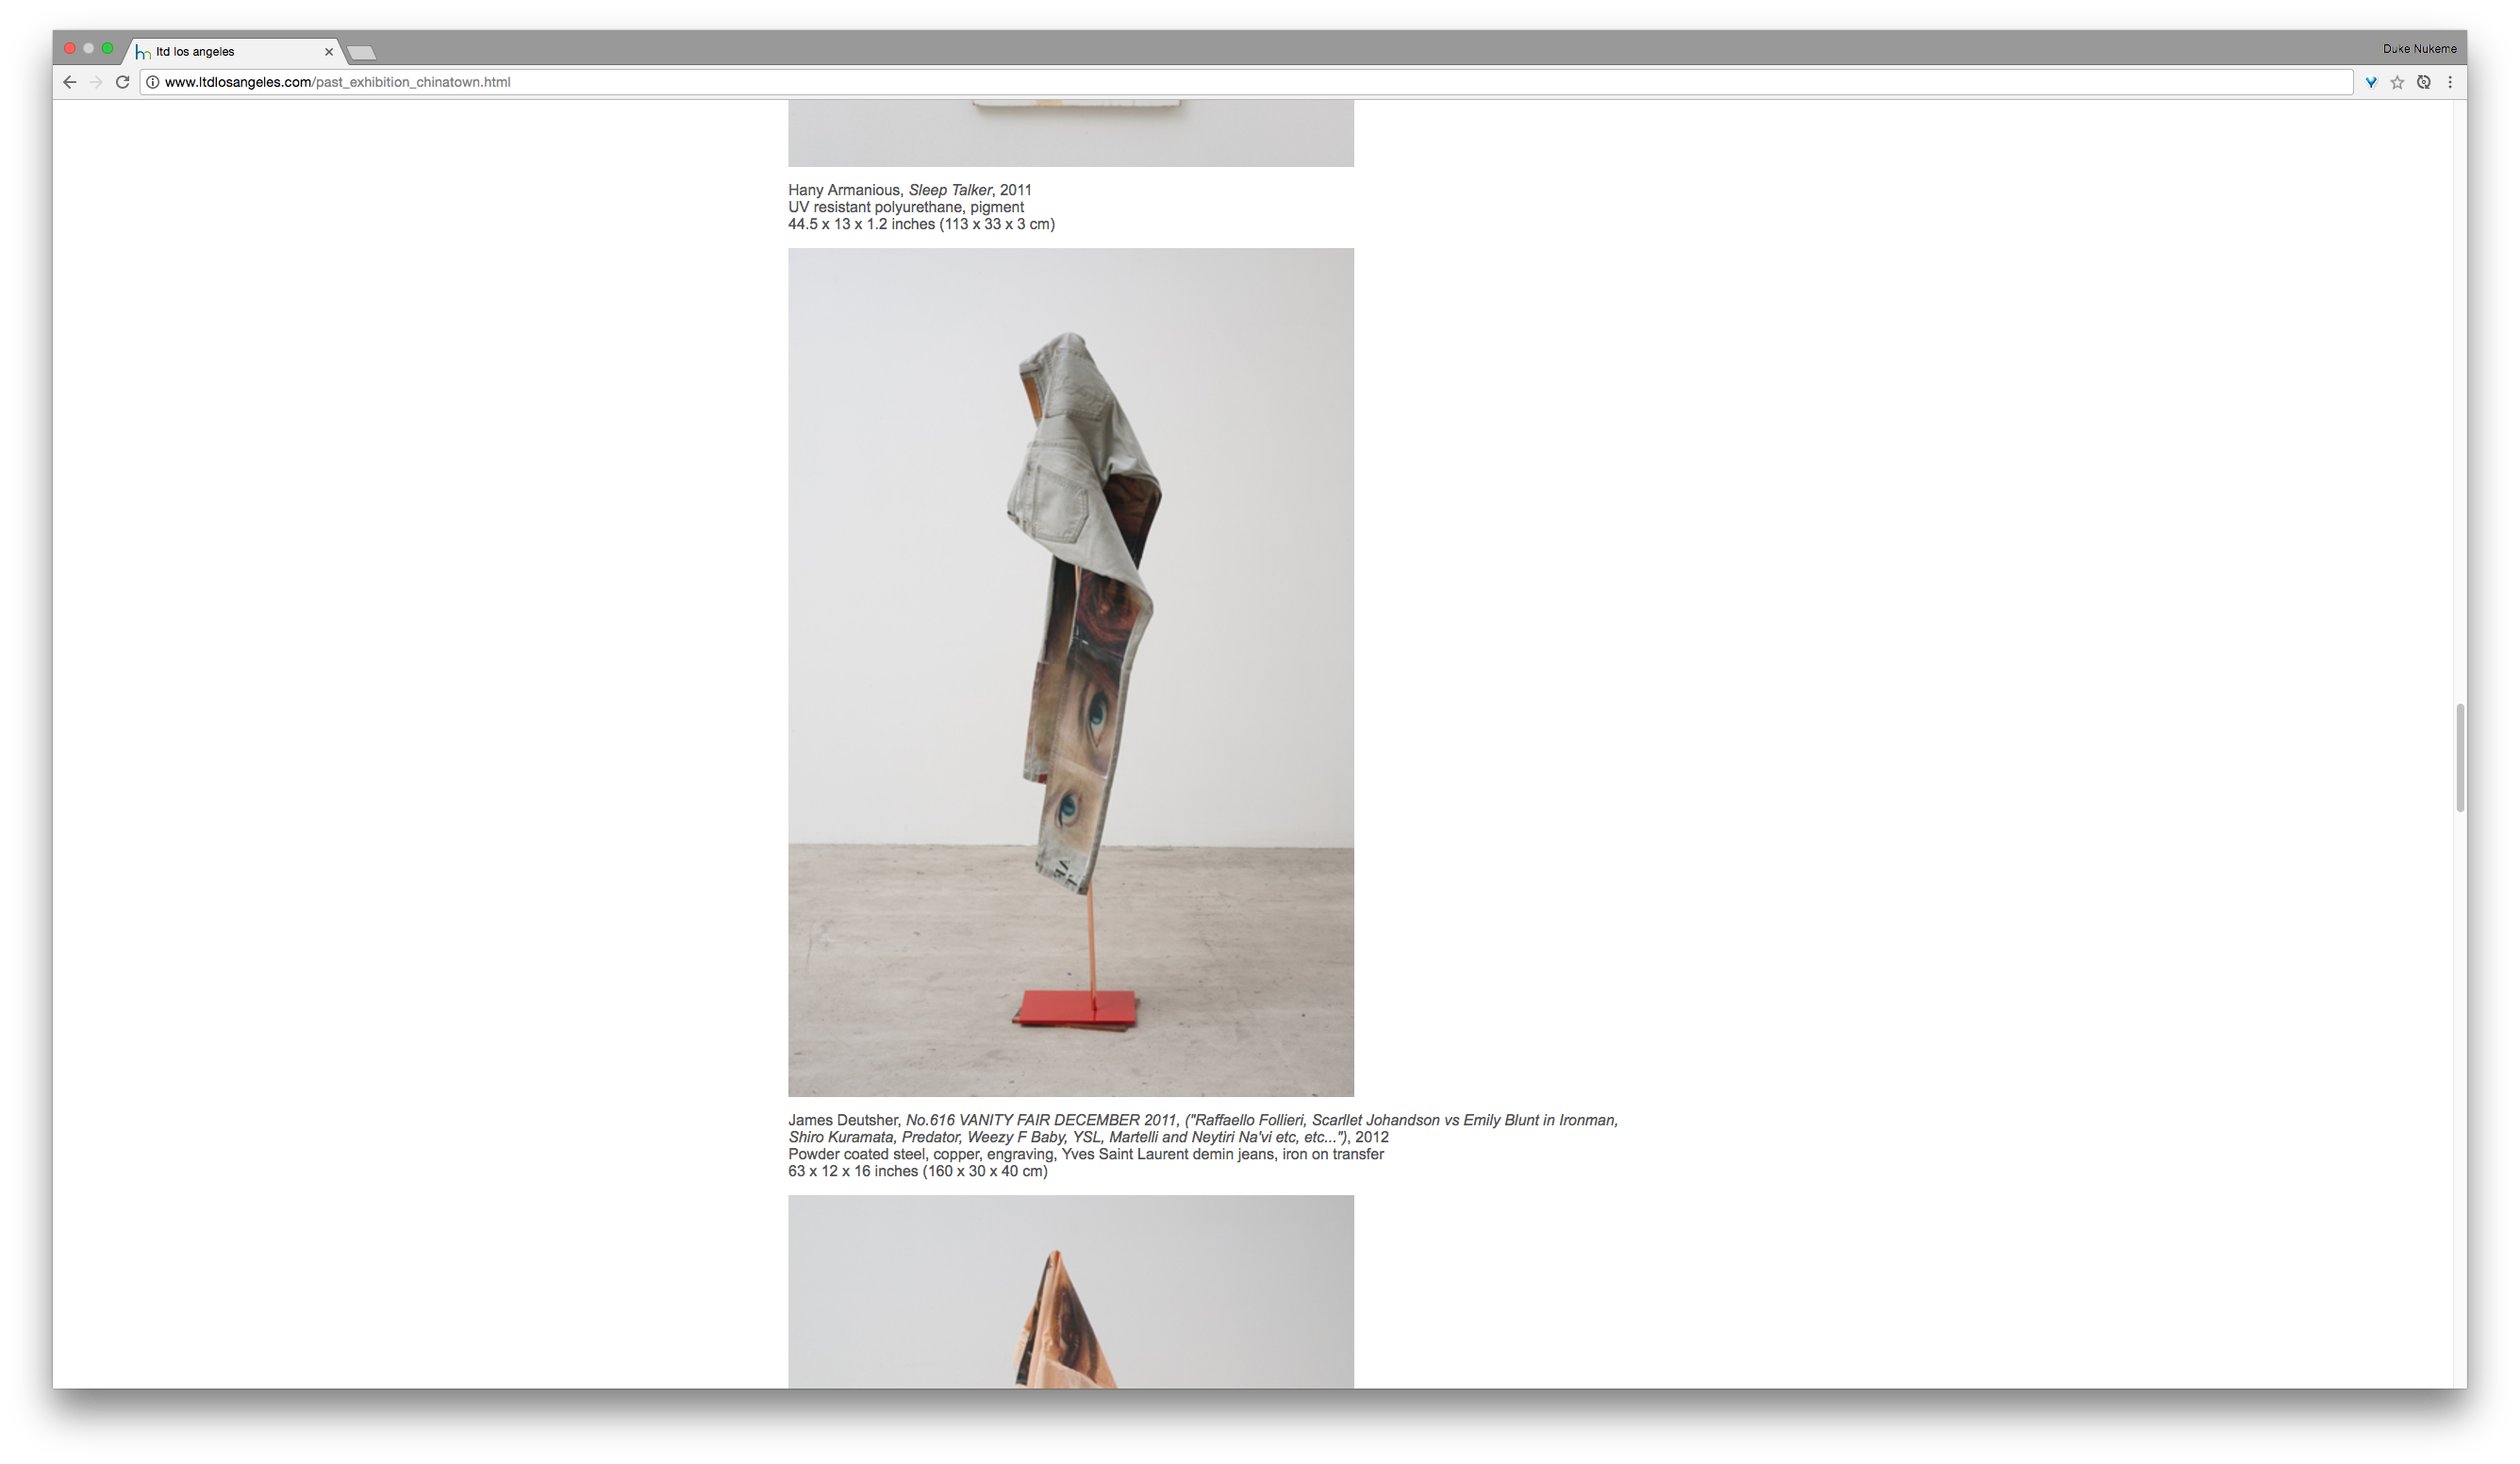 ltd los angeles
Duke Nukeme
www.ltdlosangeles.com/past_exhibition_chinatown.html
Hany Armanious, Sleep Talker, 2011
UV resistant polyurethane, pigment
44.5 x 13 x 1.2 inches (113 x 33 x 3 cm)
James Deutsher, No.616 VANITY FAIR DECEMBER 2011, ("Raffaello Follieri, Scarllet Johandson vs Emily Blunt in Ironman,
Shiro Kuramata, Predator, Weezy F Baby, YSL, Martelli and Neytiri Na'vi etc, etc..."), 2012
Powder coated steel, copper, engraving, Yves Saint Laurent demin jeans, iron on transfer
63 x 12 x 16 inches (160 x 30 x 40 cm)